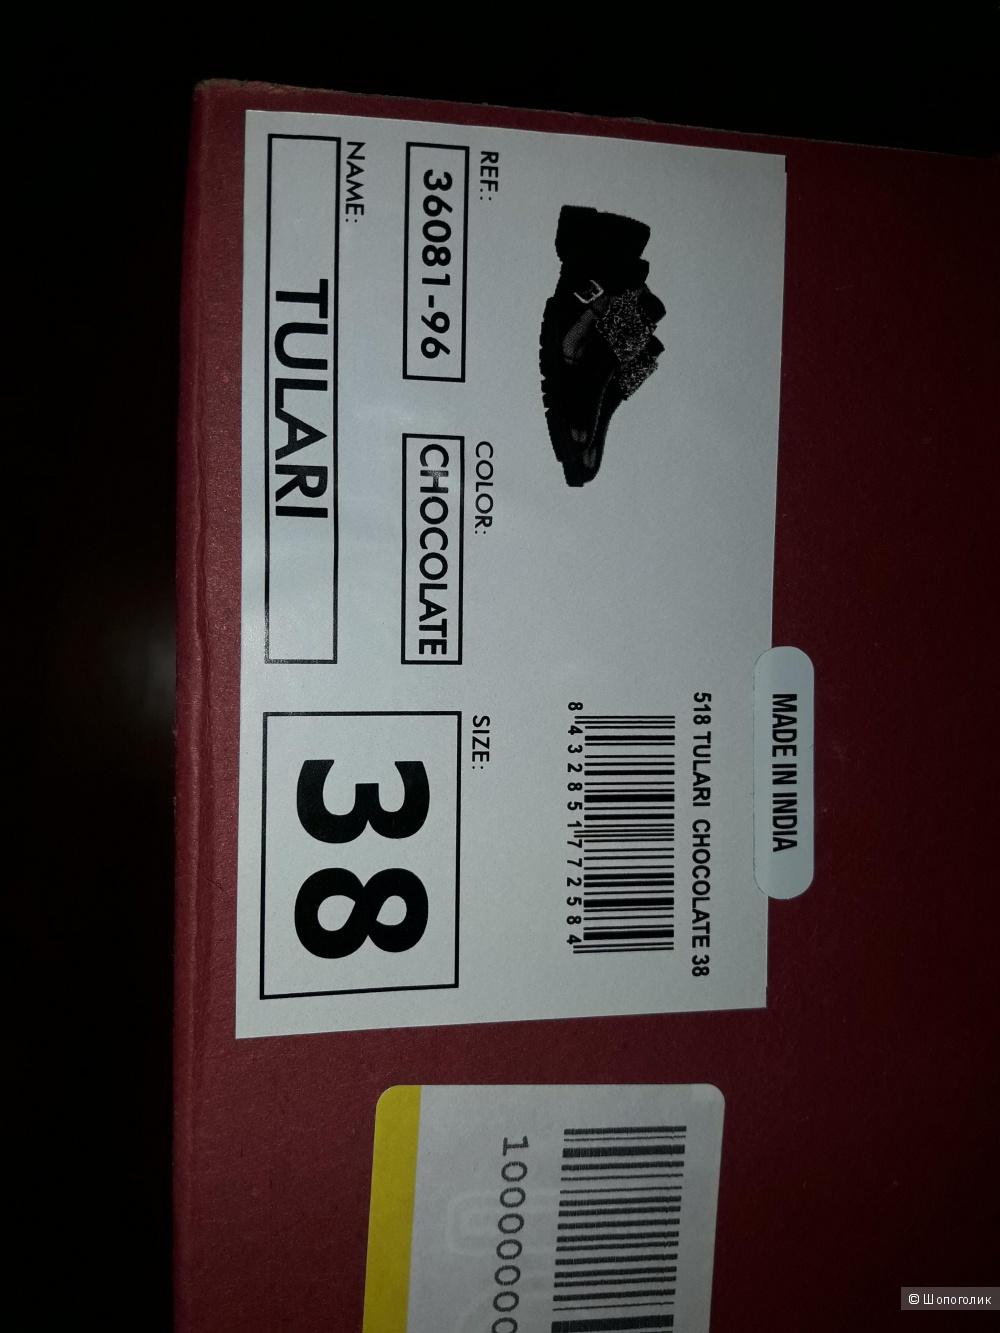 MADE IN INDIA
518 TULARI CHOCOLATE 38
8 432851 772584
REF.:
36081-96
COLOR:
CHOCOLATE
SIZE:
38
NAME:
TULARI
1000000
© Шопоголик